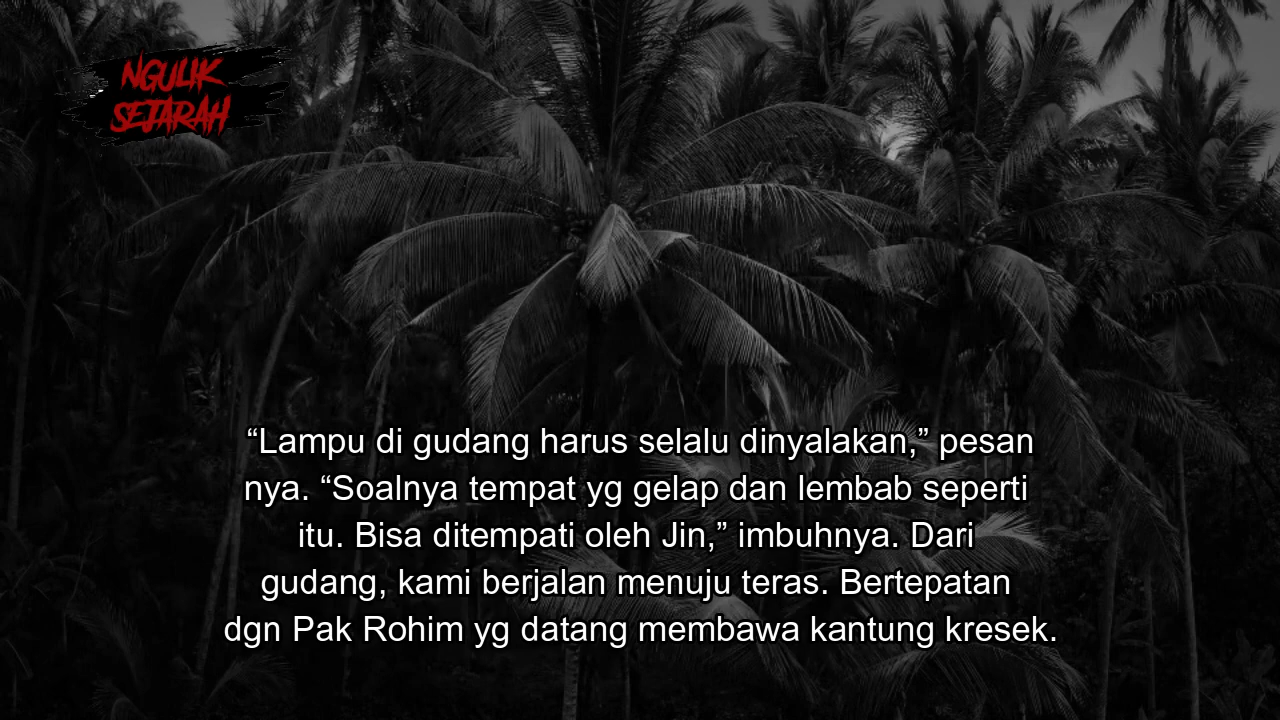 NGULIK
SEJARAH
“Lampu di gudang harus selalu dinyalakan,” pesan
nya. “Soalnya tempat yg gelap dan lembab seperti
itu. Bisa ditempati oleh Jin,” imbuhnya. Dari
gudang, kami berjalan menuju teras. Bertepatan
dgn Pak Rohim yg datang membawa kantung kresek.